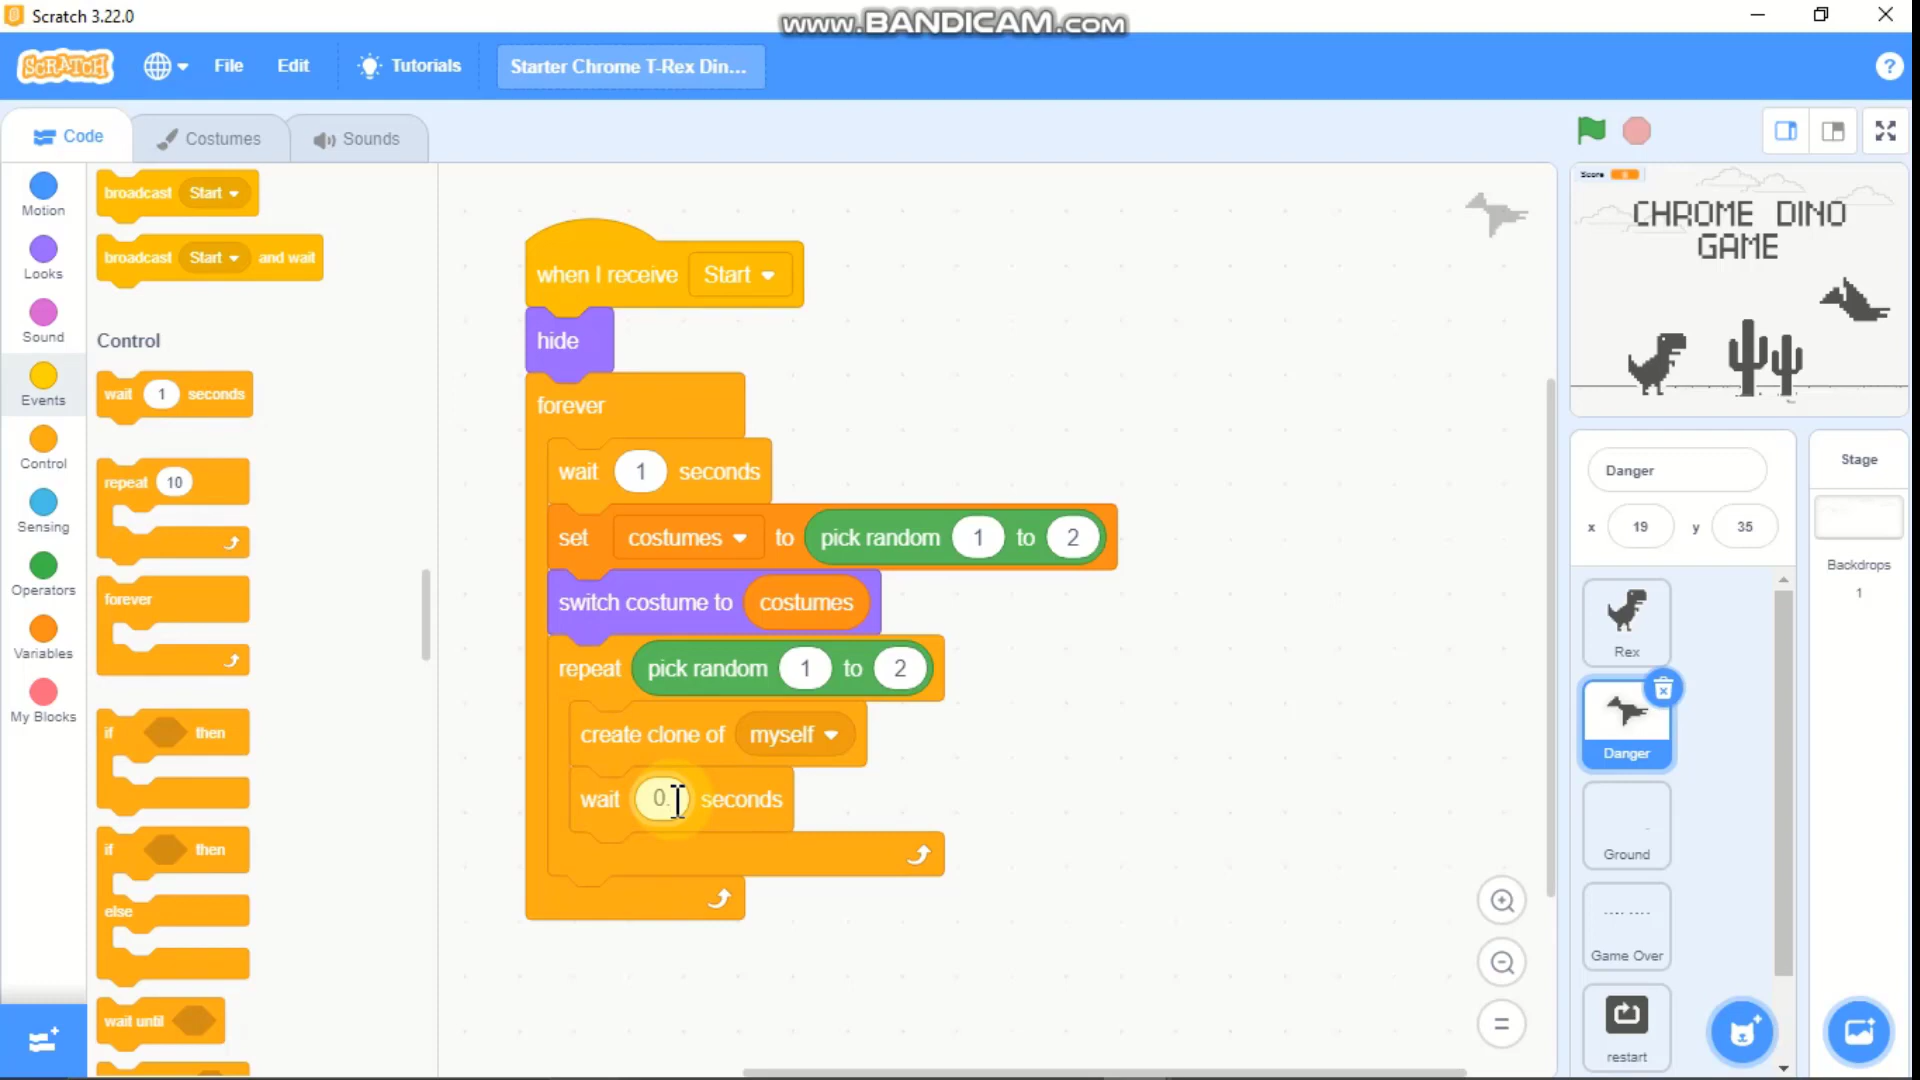 Scratch 3.22.0
www.BANDICAM.com
SCRATCH
File
Edit
Tutorials
Starter Chrome T-Rex Din...
?
Code
Costumes
Sounds
Motion
Looks
Sound
Events
Control
Sensing
Operators
Variables
My Blocks
broadcast Start
broadcast Start and wait
Control
wait 1 seconds
repeat 10
forever
if then
if then
else
wait until
when I receive Start
hide
forever
wait 1 seconds
set costumes to pick random 1 to 2
switch costume to costumes
repeat pick random 1 to 2
create clone of myself
wait 0. seconds
Score
CHROME DINO
GAME
Danger
x 19 y 35
Rex
Danger
Ground
Game Over
restart
Stage
Backdrops
1